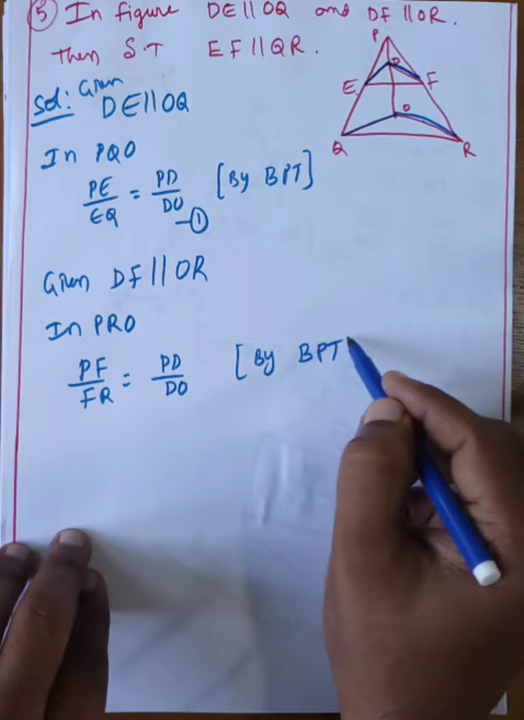 5 In figure DE||OQ and DF||OR.
Then S.T EF||QR.
P
D
E F
O
Q R
Sol: Given
DE||OQ
In PQO
PE/EQ = PD/DO [By BPT]
—①
Given DF||OR
In PRO
PF/FR = PD/DO [By BPT